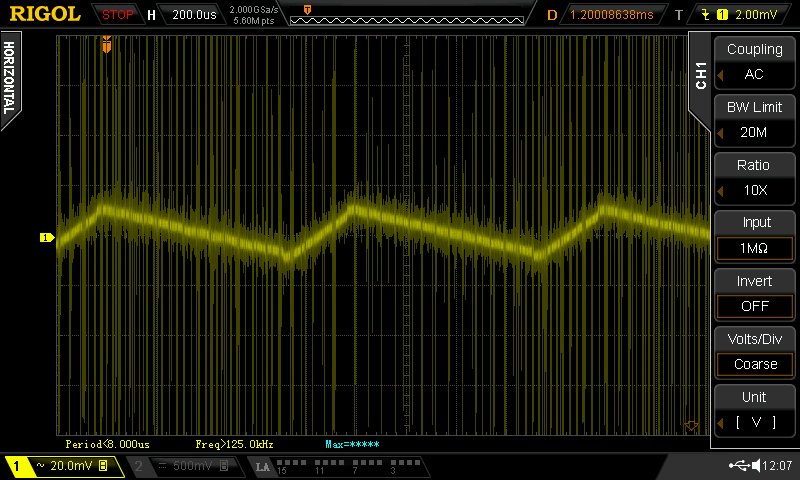 RIGOL STOP H 200.0us 2.000GSa/s 5.60M pts D 1.20008638ms T 1 2.00mV
HORIZONTAL
CH1
Coupling
AC
BW Limit
20M
Ratio
10X
Input
1MΩ
Invert
OFF
Volts/Div
Coarse
Unit
[ V ]
T
1
Period<8.000us Freq>125.0kHz Max=*****
1 ~ 20.0mV B 2 = 500mV B LA 15 11 7 3 12:07